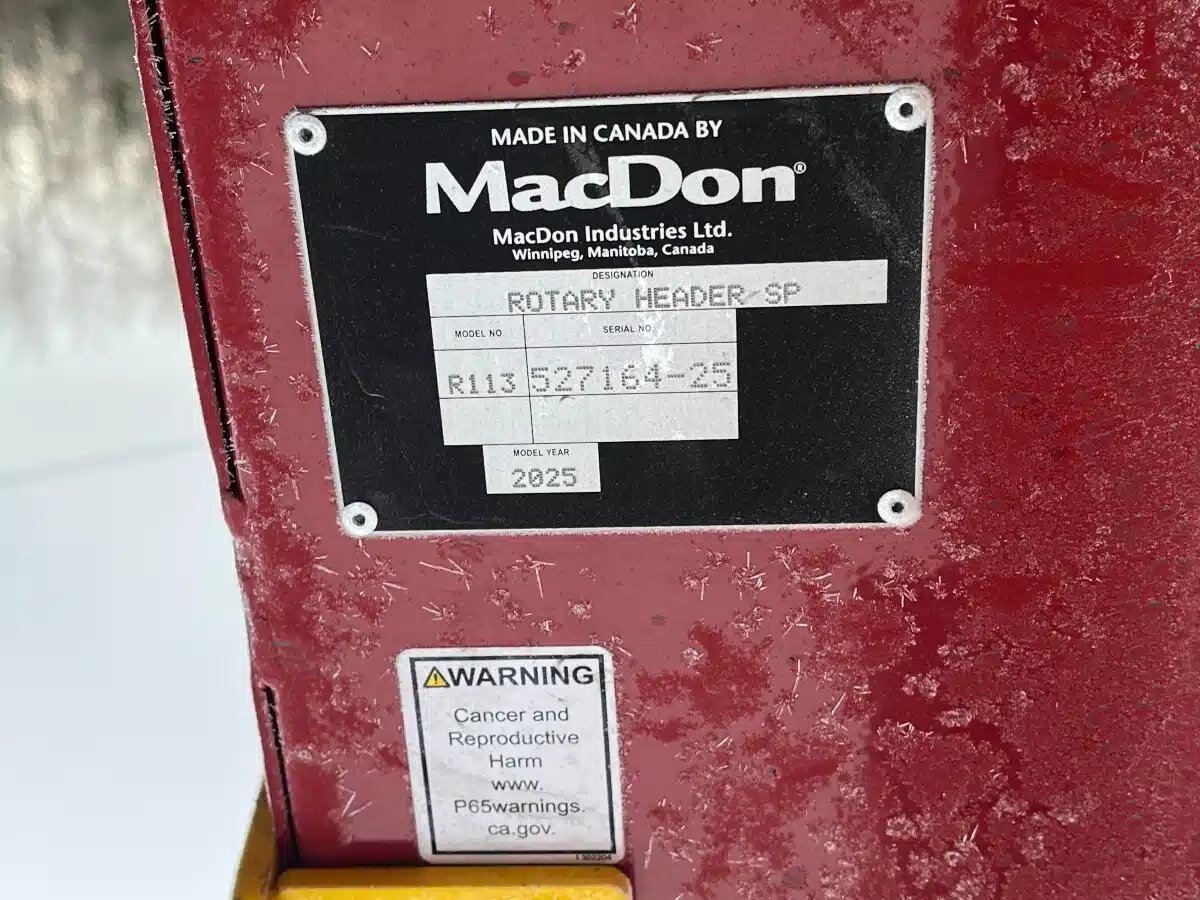 MADE IN CANADA BY
MacDon®
MacDon Industries Ltd.
Winnipeg, Manitoba, Canada
DESIGNATION
ROTARY HEADER-SP
MODEL NO
SERIAL NO
R113
527164-25
MODEL YEAR
2025
WARNING
Cancer and
Reproductive
Harm
www.
P65warnings.
ca.gov.